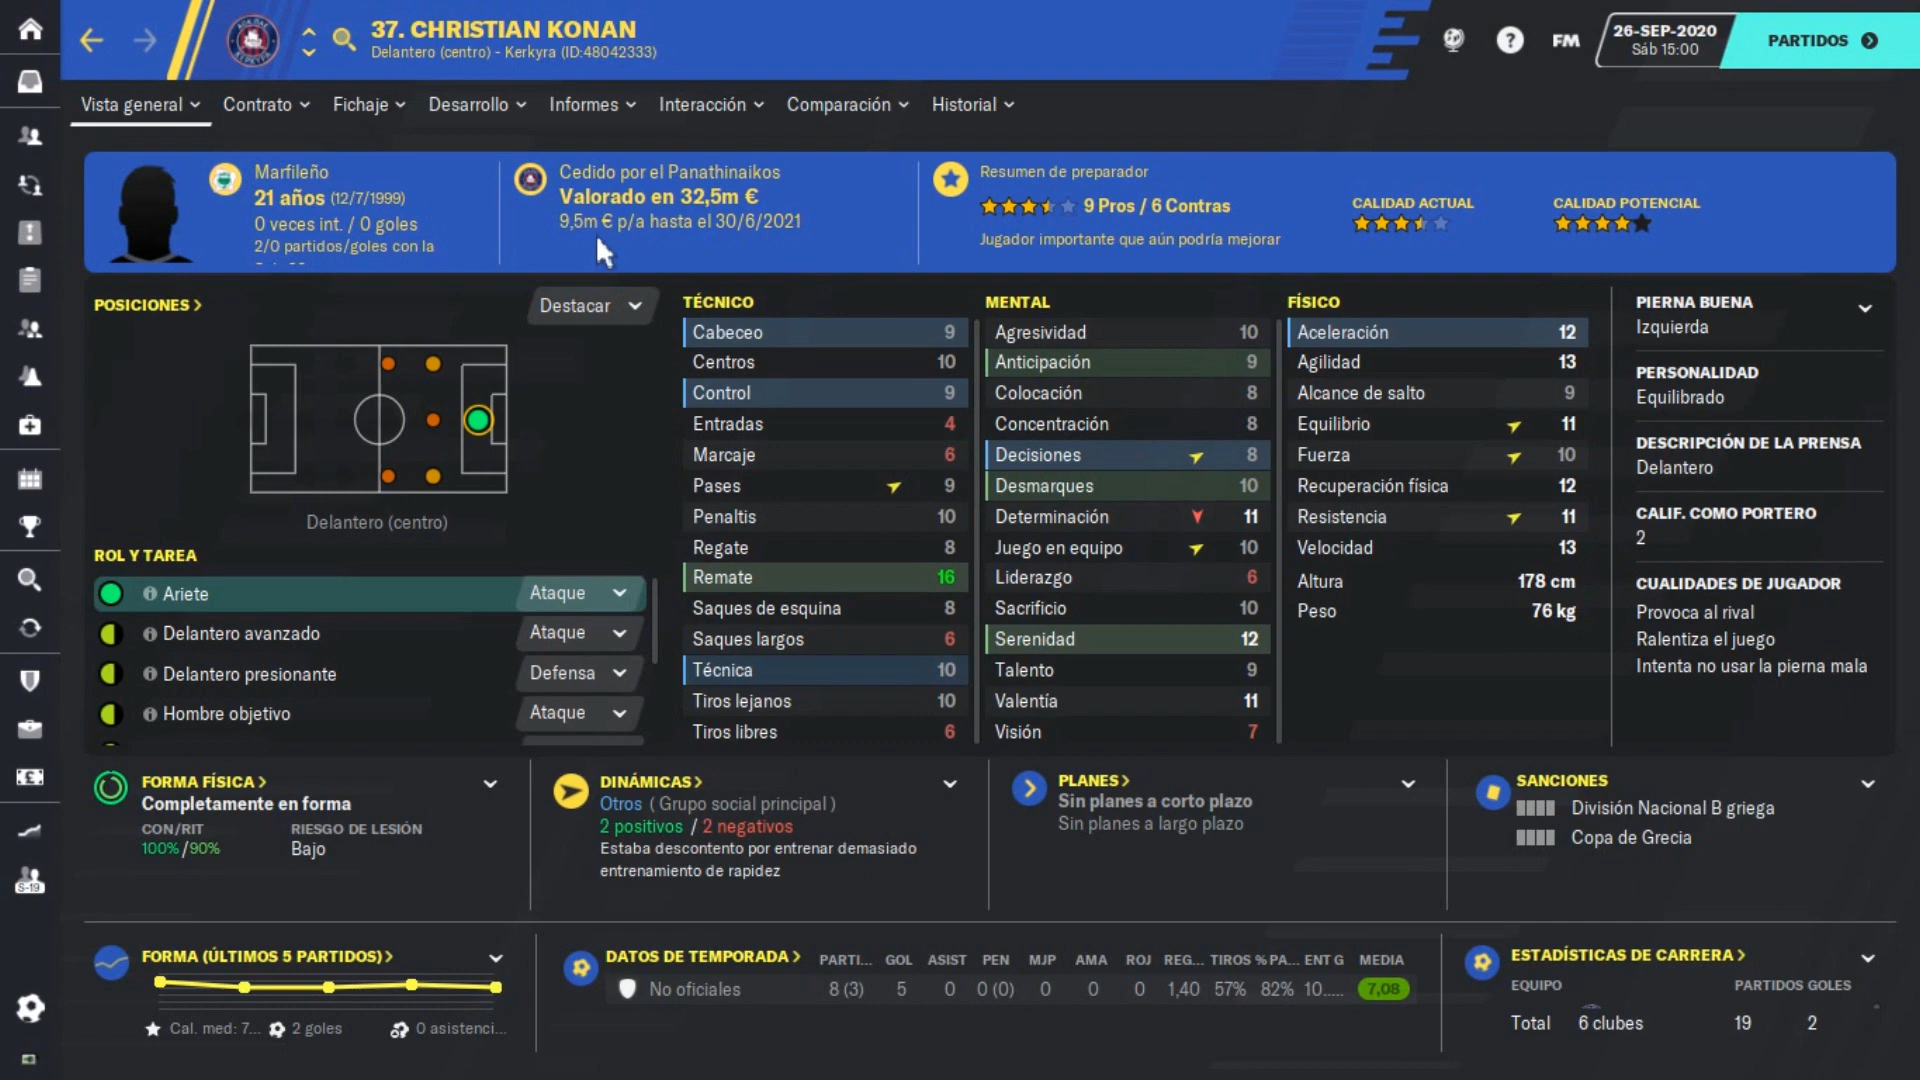 37. CHRISTIAN KONAN
Delantero (centro) - Kerkyra (ID:48042333)
FM
26-SEP-2020
Sáb 15:00
PARTIDOS
Vista general
Contrato
Fichaje
Desarrollo
Informes
Interacción
Comparación
Historial
Marfileño
21 años (12/7/1999)
0 veces int. / 0 goles
2/0 partidos/goles con la
Cedido por el Panathinaikos
Valorado en 32,5m €
9,5m € p/a hasta el 30/6/2021
Resumen de preparador
9 Pros / 6 Contras
Jugador importante que aún podría mejorar
CALIDAD ACTUAL
CALIDAD POTENCIAL
POSICIONES
Destacar
Delantero (centro)
ROL Y TAREA
Ariete Ataque
Delantero avanzado Ataque
Delantero presionante Defensa
Hombre objetivo Ataque
TÉCNICO
Cabeceo 9
Centros 10
Control 9
Entradas 4
Marcaje 6
Pases 9
Penaltis 10
Regate 8
Remate 16
Saques de esquina 8
Saques largos 6
Técnica 10
Tiros lejanos 10
Tiros libres 6
MENTAL
Agresividad 10
Anticipación 9
Colocación 8
Concentración 8
Decisiones 8
Desmarques 10
Determinación 11
Juego en equipo 10
Liderazgo 6
Sacrificio 10
Serenidad 12
Talento 9
Valentía 11
Visión 7
FÍSICO
Aceleración 12
Agilidad 13
Alcance de salto 9
Equilibrio 11
Fuerza 10
Recuperación física 12
Resistencia 11
Velocidad 13
Altura 178 cm
Peso 76 kg
PIERNA BUENA
Izquierda
PERSONALIDAD
Equilibrado
DESCRIPCIÓN DE LA PRENSA
Delantero
CALIF. COMO PORTERO
2
CUALIDADES DE JUGADOR
Provoca al rival
Ralentiza el juego
Intenta no usar la pierna mala
FORMA FÍSICA
Completamente en forma
CON/RIT RIESGO DE LESIÓN
100%/90% Bajo
DINÁMICAS
Otros ( Grupo social principal )
2 positivos / 2 negativos
Estaba descontento por entrenar demasiado
entrenamiento de rapidez
PLANES
Sin planes a corto plazo
Sin planes a largo plazo
SANCIONES
División Nacional B griega
Copa de Grecia
S-19
FORMA (ÚLTIMOS 5 PARTIDOS)
Cal. med: 7... 2 goles 0 asistenci...
DATOS DE TEMPORADA PARTI... GOL ASIST PEN MJP AMA ROJ REG... TIROS % PA... ENT G MEDIA
No oficiales 8 (3) 5 0 0 (0) 0 0 0 1,40 57% 82% 10..... 7,08
ESTADÍSTICAS DE CARRERA
EQUIPO PARTIDOS GOLES
Total 6 clubes 19 2